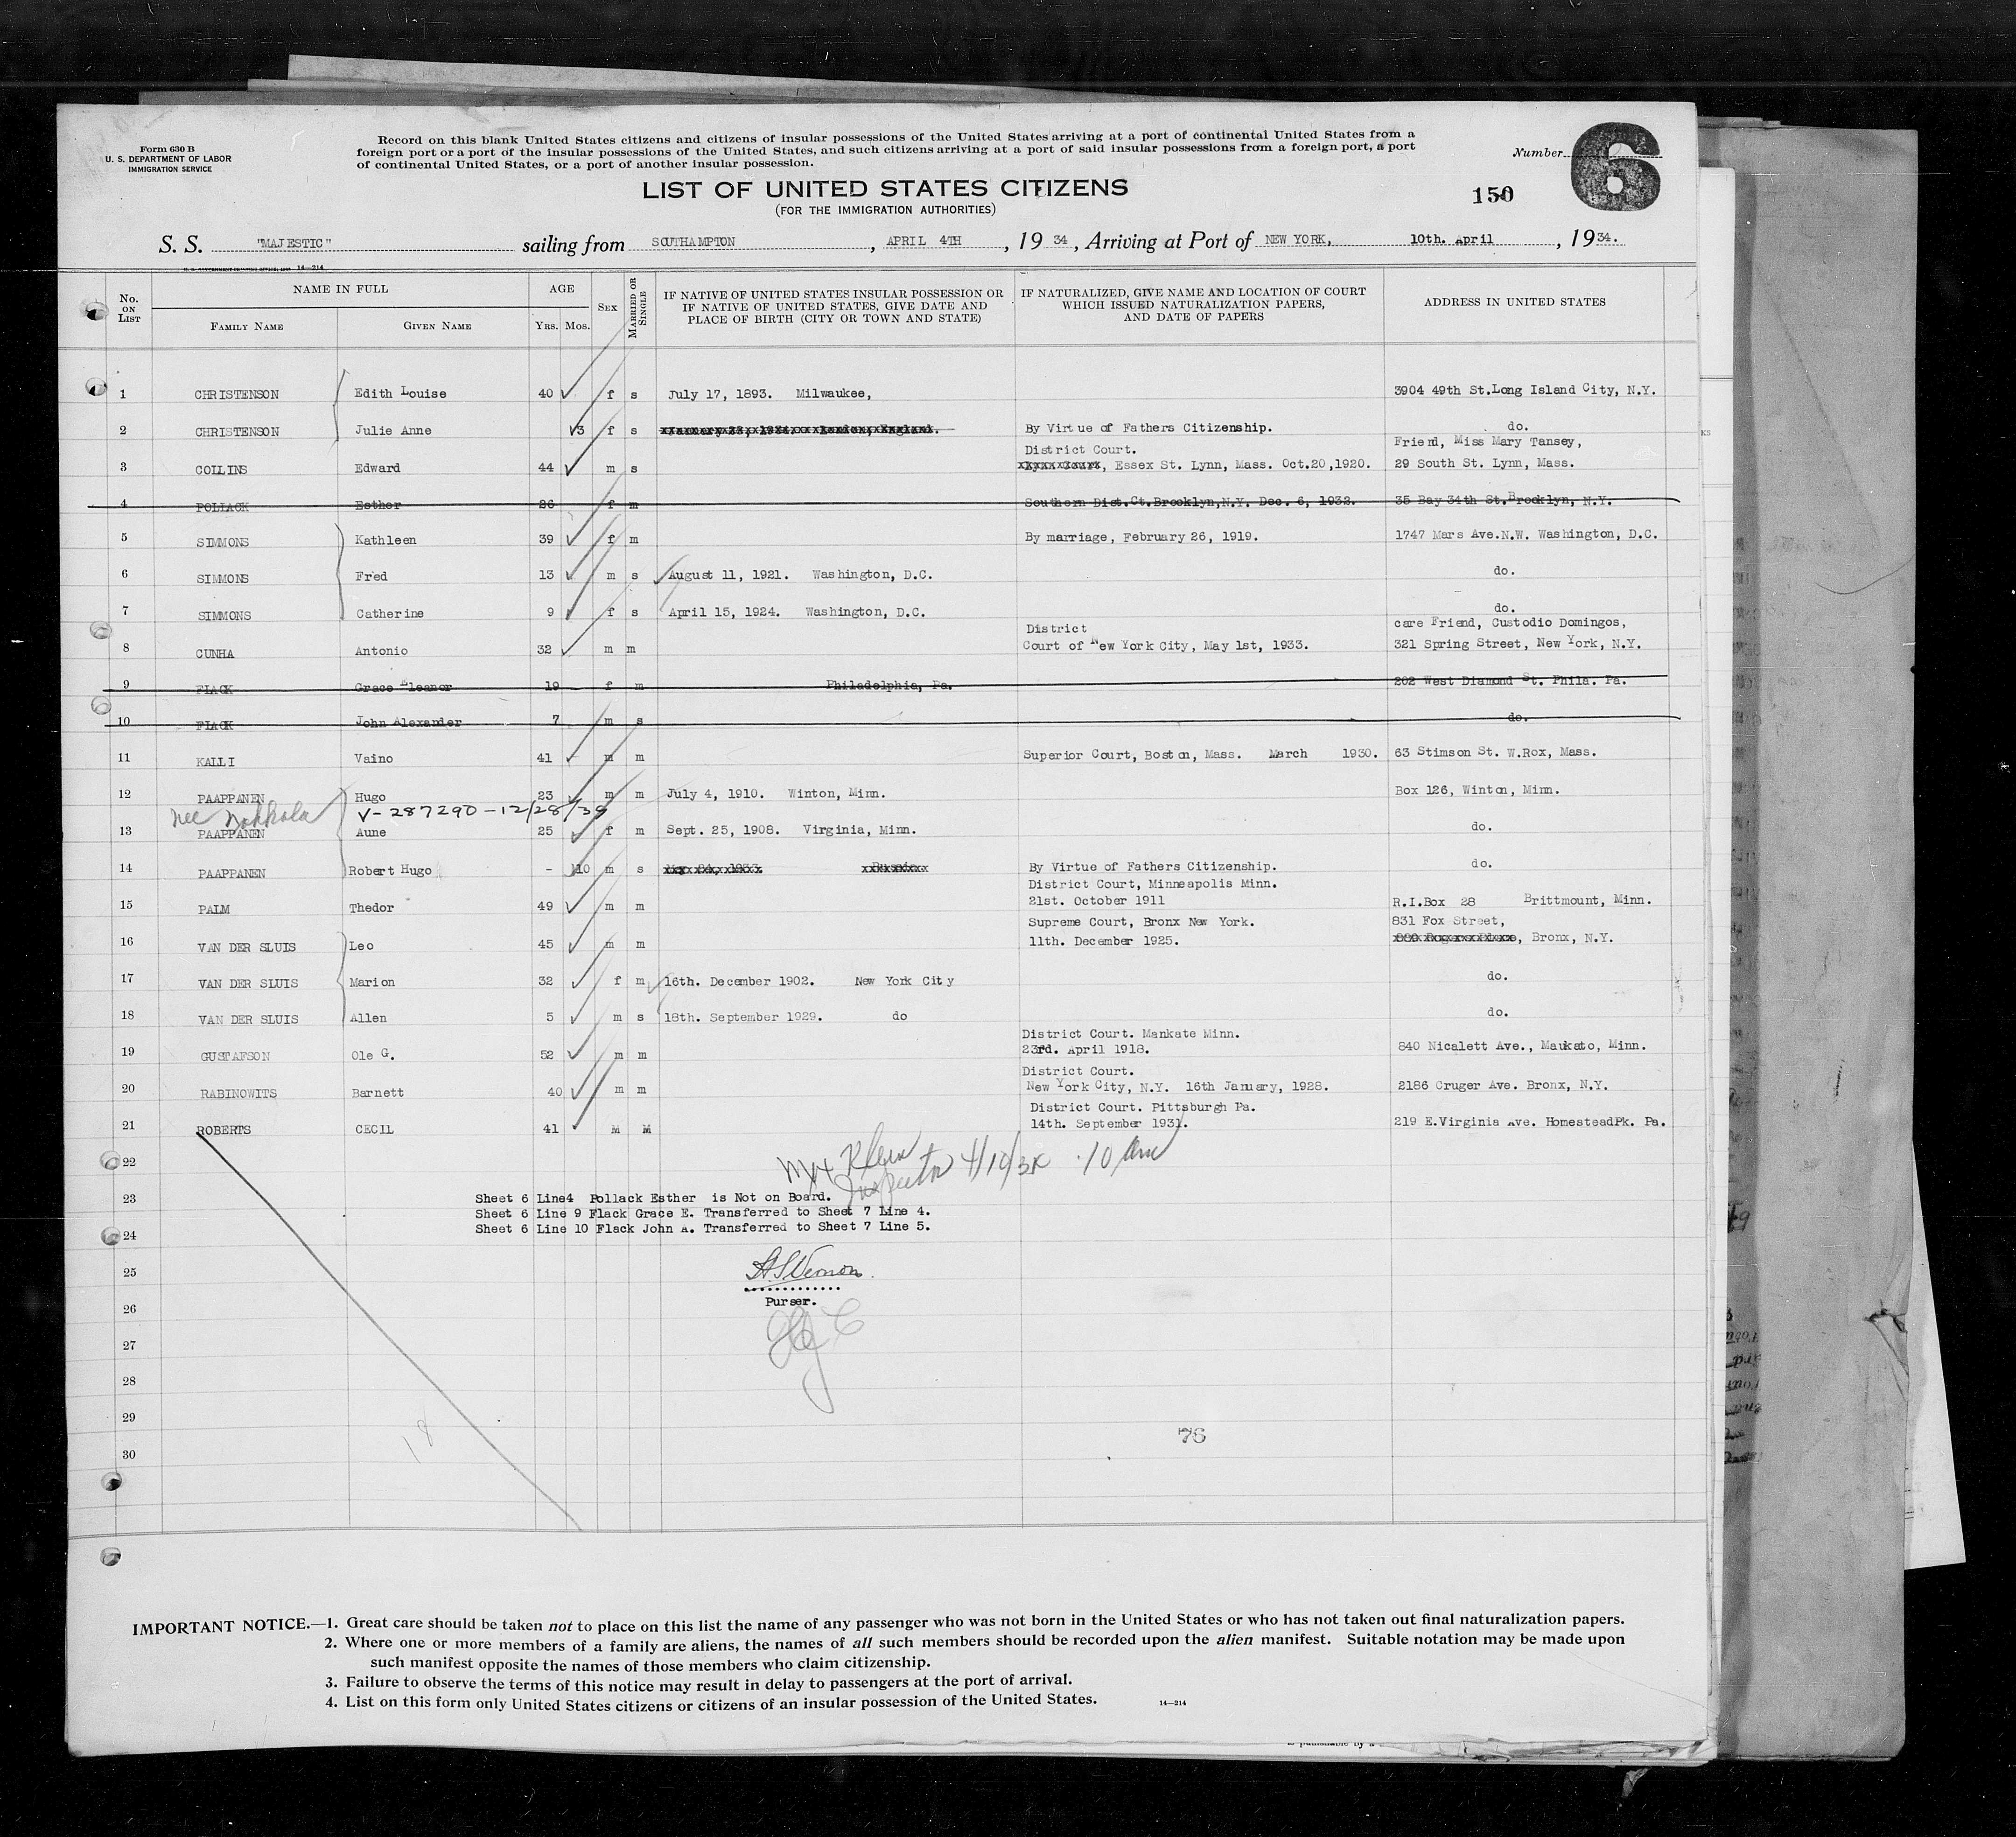 Form 630 B
U. S. DEPARTMENT OF LABOR
IMMIGRATION SERVICE
Record on this blank United States citizens and citizens of insular possessions of the United States arriving at a port of continental United States from a
foreign port or a port of the insular possessions of the United States, and such citizens arriving at a port of said insular possessions from a foreign port, a port
of continental United States, or a port of another insular possession.
Number 6
LIST OF UNITED STATES CITIZENS
(FOR THE IMMIGRATION AUTHORITIES)
150
S. S. "MAJESTIC" sailing from SOUTHAMPTON, APRIL 4TH, 1934, Arriving at Port of NEW YORK, 10th. April, 1934.
14—214
No. ON LIST NAME IN FULL FAMILY NAME GIVEN NAME AGE YRS. MOS. SEX MARRIED OR SINGLE IF NATIVE OF UNITED STATES INSULAR POSSESSION OR IF NATIVE OF UNITED STATES, GIVE DATE AND PLACE OF BIRTH (CITY OR TOWN AND STATE) IF NATURALIZED, GIVE NAME AND LOCATION OF COURT WHICH ISSUED NATURALIZATION PAPERS, AND DATE OF PAPERS ADDRESS IN UNITED STATES
1 CHRISTENSON Edith Louise 40 f s July 17, 1893. Milwaukee, 3904 49th St.Long Island City, N.Y.
2 CHRISTENSON Julie Anne 3 f s By Virtue of Fathers Citizenship. do.
District Court. Friend, Miss Mary Tansey,
3 COLLINS Edward 44 m s , Essex St. Lynn, Mass. Oct.20,1920. 29 South St. Lynn, Mass.
4 POLLACK Esther 26 f m Southern Dist.Ct.Brooklyn,N.Y. Dec. 6, 1932. 35 Bay 34th St.Brooklyn, N.Y.
5 SIMMONS Kathleen 39 f m By marriage, February 26, 1919. 1747 Mars Ave.N.W. Washington, D.C.
6 SIMMONS Fred 13 m s August 11, 1921. Washington, D.C. do.
7 SIMMONS Catherine 9 f s April 15, 1924. Washington, D.C. do.
District care Friend, Custodio Domingos,
8 CUNHA Antonio 32 m m Court of New York City, May 1st, 1933. 321 Spring Street, New York, N.Y.
9 FLACK Grace Eleanor 19 f m Philadelphia, Pa. 202 West Diamond St. Phila. Pa.
10 FLACK John Alexander 7 m s do.
11 KALLI Vaino 41 m m Superior Court, Boston, Mass. March 1930. 63 Stimson St. W.Rox, Mass.
12 PAAPPANEN Hugo 23 m m July 4, 1910. Winton, Minn. Box 126, Winton, Minn.
nee V-287290-12/28/39
13 PAAPPANEN Aune 25 f m Sept. 25, 1908. Virginia, Minn. do.
14 PAAPPANEN Robert Hugo - 10 m s By Virtue of Fathers Citizenship. do.
District Court, Minneapolis Minn.
15 PALM Thedor 49 m m 21st. October 1911 R.I.Box 28 Brittmount, Minn.
Supreme Court, Bronx New York. 831 Fox Street,
16 VAN DER SLUIS Leo 45 m m 11th. December 1925. , Bronx, N.Y.
17 VAN DER SLUIS Marion 32 f m 16th. December 1902. New York City do.
18 VAN DER SLUIS Allen 5 m s 18th. September 1929. do do.
District Court. Mankate Minn.
19 GUSTAFSON Ole G. 52 m m 23rd. April 1918. 840 Nicalett Ave., Maukato, Minn.
District Court.
20 RABINOWITS Barnett 40 m m New York City, N.Y. 16th January, 1928. 2186 Cruger Ave. Bronx, N.Y.
District Court. Pittsburgh Pa.
21 ROBERTS CECIL 41 M M 14th. September 1931. 219 E.Virginia Ave. HomesteadPk. Pa.
22 Inspector 10 am
23 Sheet 6 Line4 Pollack Esther is Not on Board.
Sheet 6 Line 9 Flack Grace E. Transferred to Sheet 7 Line 4.
24 Sheet 6 Line 10 Flack John A. Transferred to Sheet 7 Line 5.
25
26 Purser.
27
28
29
18
76
30
IMPORTANT NOTICE.—1. Great care should be taken not to place on this list the name of any passenger who was not born in the United States or who has not taken out final naturalization papers.
2. Where one or more members of a family are aliens, the names of all such members should be recorded upon the alien manifest. Suitable notation may be made upon
such manifest opposite the names of those members who claim citizenship.
3. Failure to observe the terms of this notice may result in delay to passengers at the port of arrival.
4. List on this form only United States citizens or citizens of an insular possession of the United States.
14—214